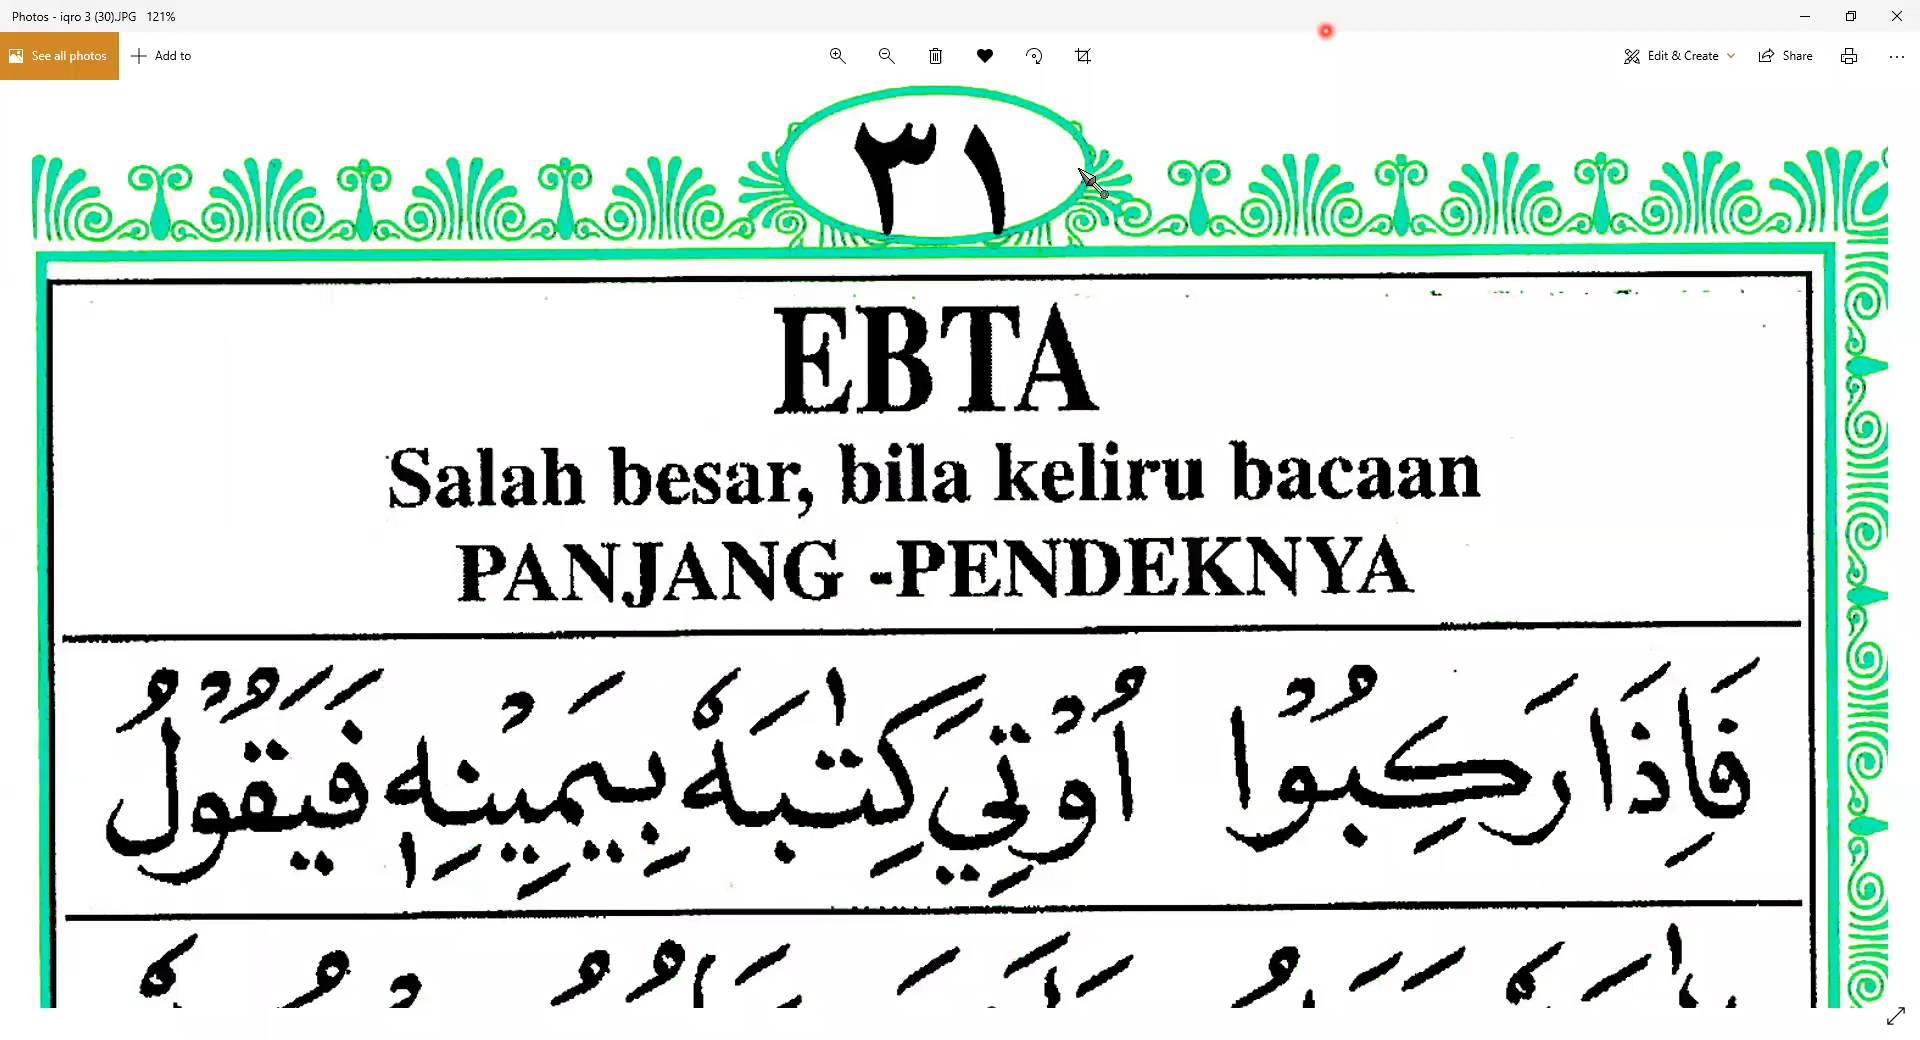 Photos - iqro 3 (30).JPG 121%
See all photos
Add to
Edit & Create
Share
٣١
EBTA
Salah besar, bila keliru bacaan
PANJANG -PENDEKNYA
فَاِذَا رَكِبُوْا اُوْتِيَ كِتٰبَهٗ بِيَمِيْنِهٖ فَيَقُوْلُ